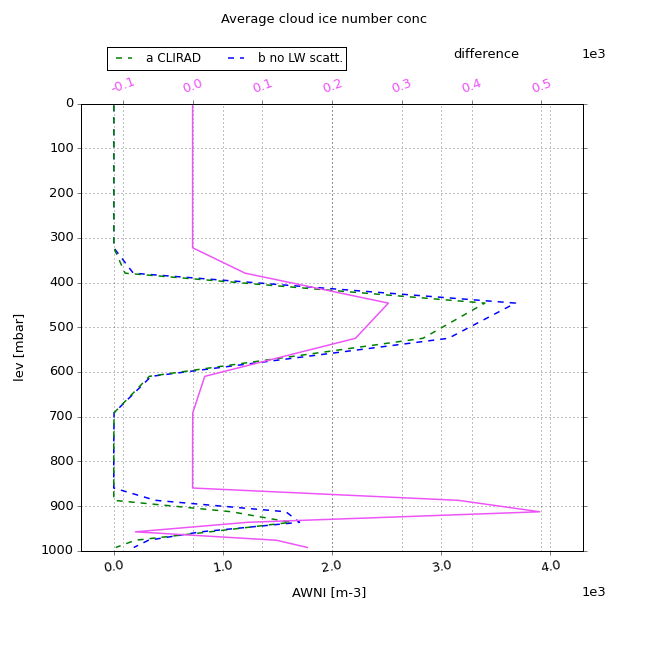 Average cloud ice number conc
a CLIRAD b no LW scatt. difference 1e3
-0.1 0.0 0.1 0.2 0.3 0.4 0.5
0
100
200
300
400
500
600
700
800
900
1000
lev [mbar]
0.0 1.0 2.0 3.0 4.0
AWNI [m-3] 1e3